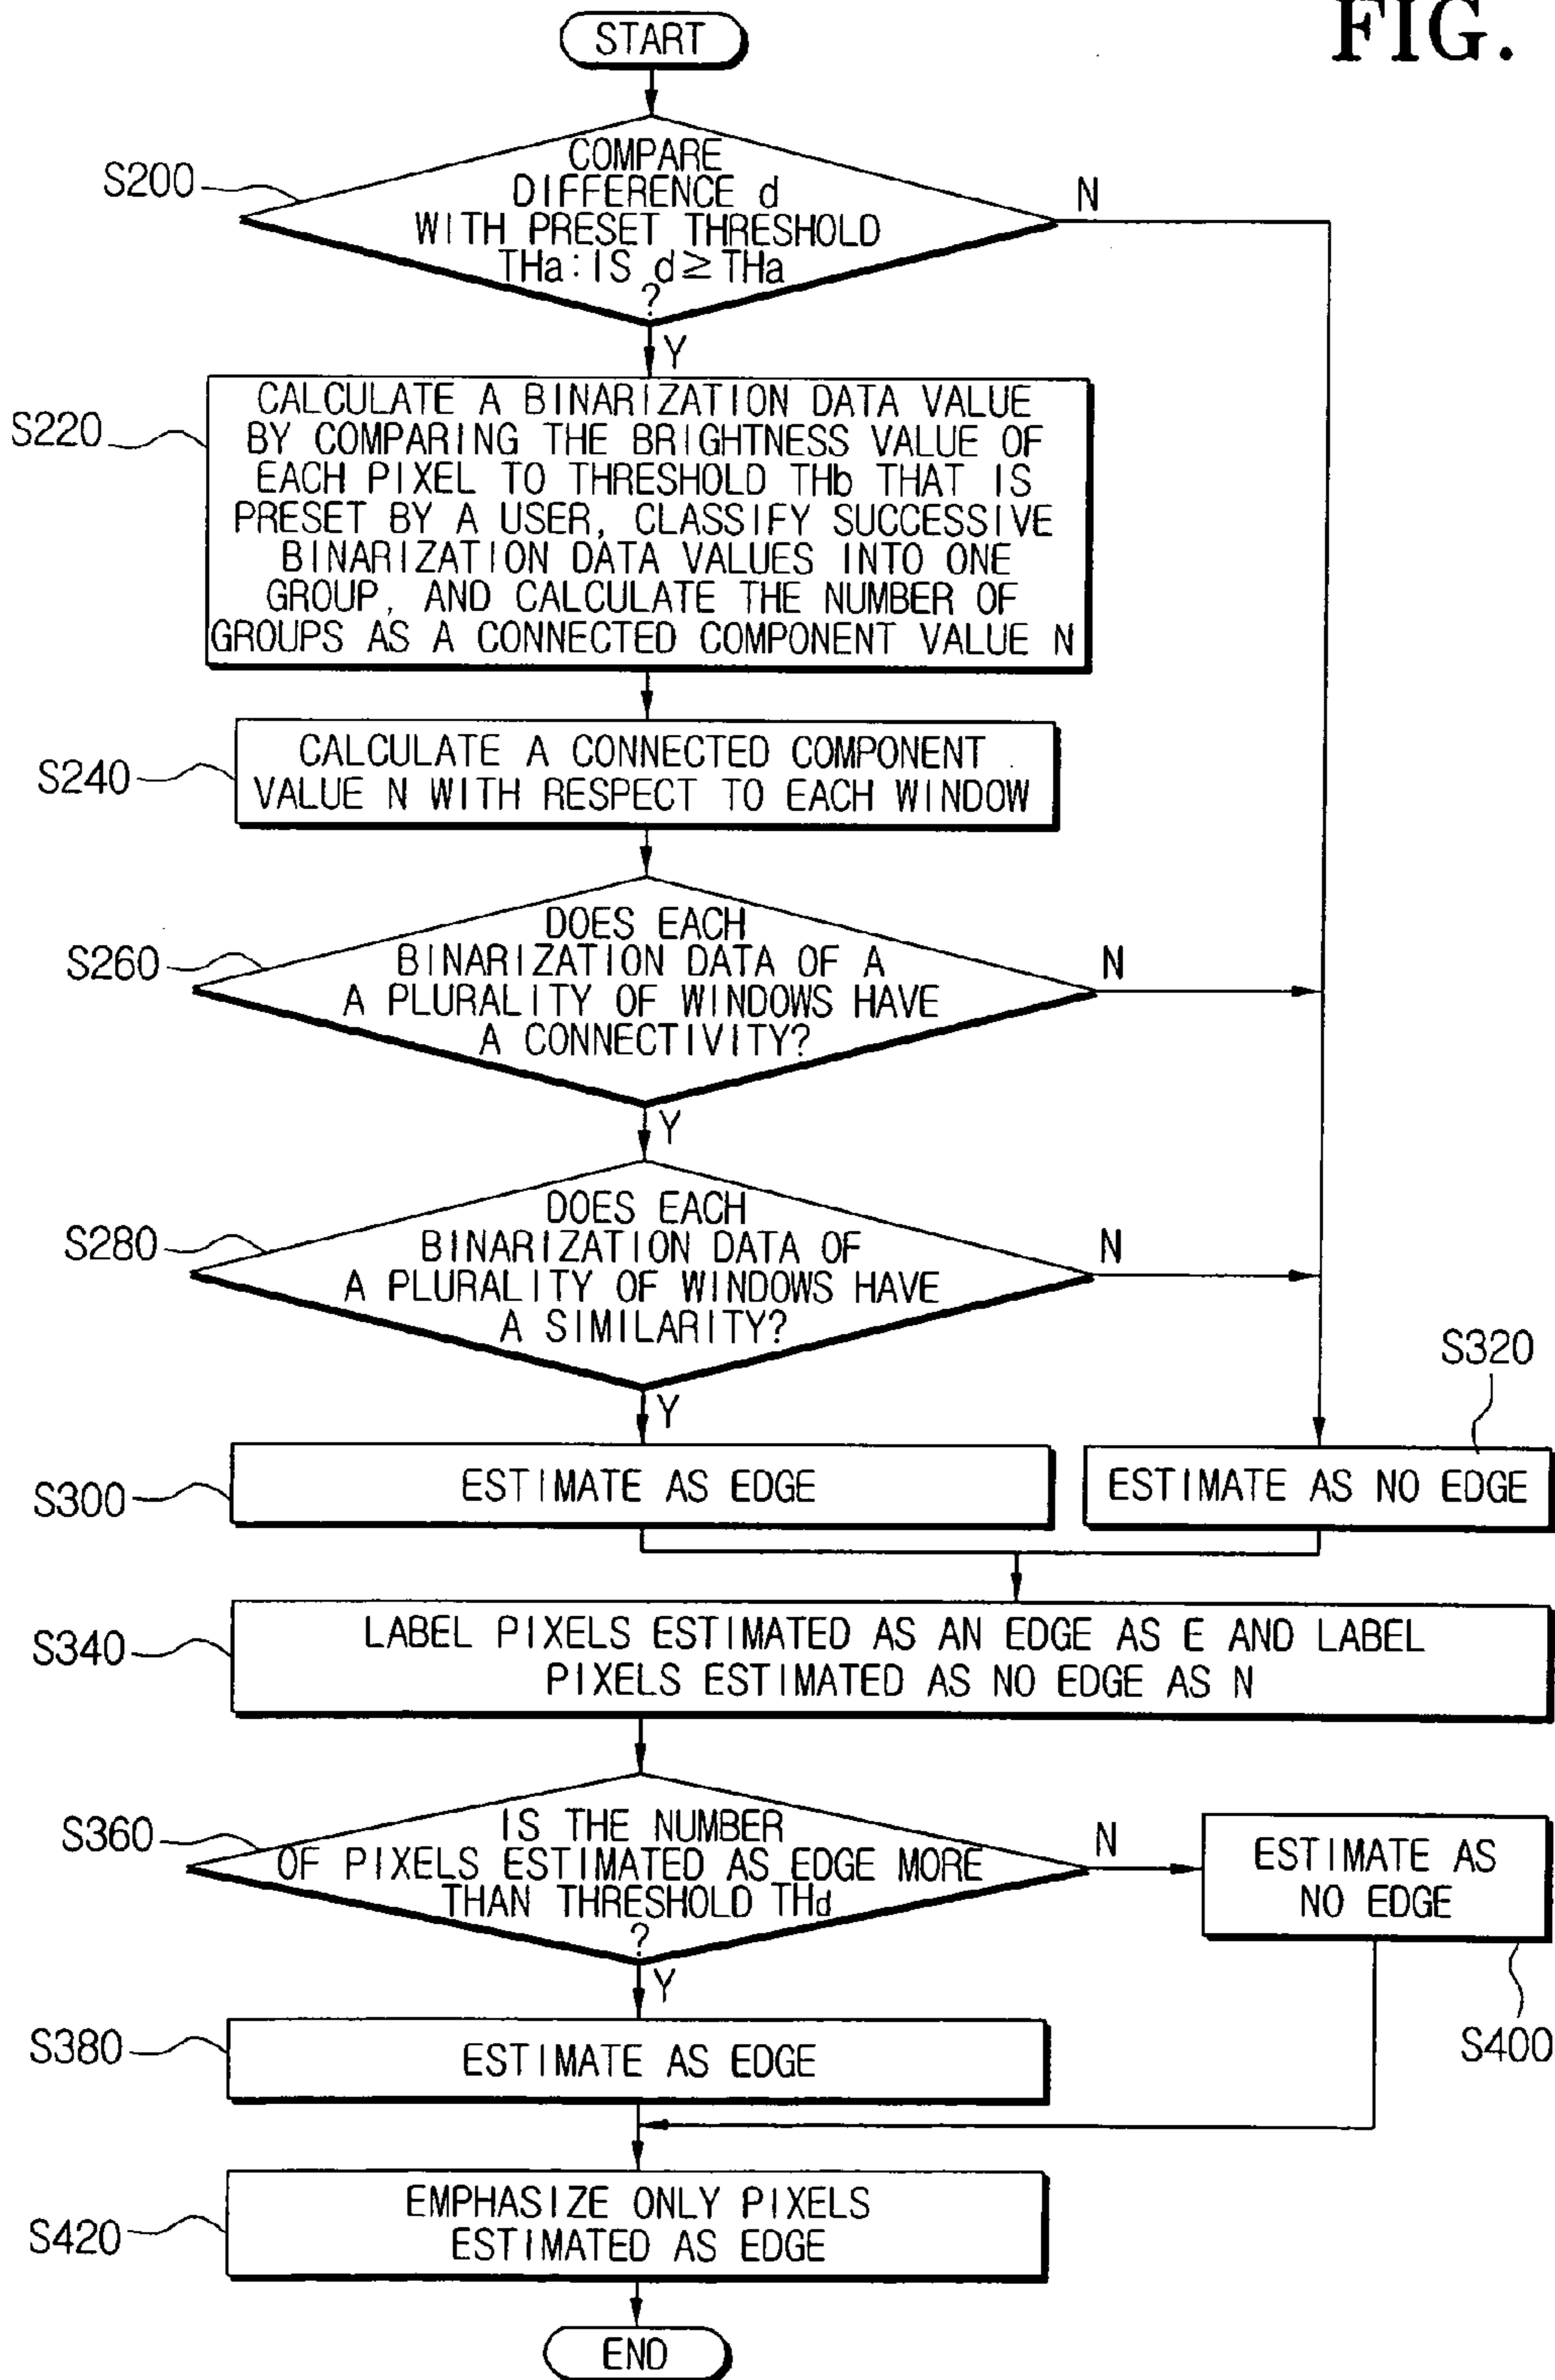 FIG.
START
S200
COMPARE
DIFFERENCE d
WITH PRESET THRESHOLD
THa:IS d≥THa
?
N
Y
S220
CALCULATE A BINARIZATION DATA VALUE
BY COMPARING THE BRIGHTNESS VALUE OF
EACH PIXEL TO THRESHOLD THb THAT IS
PRESET BY A USER, CLASSIFY SUCCESSIVE
BINARIZATION DATA VALUES INTO ONE
GROUP, AND CALCULATE THE NUMBER OF
GROUPS AS A CONNECTED COMPONENT VALUE N
S240
CALCULATE A CONNECTED COMPONENT
VALUE N WITH RESPECT TO EACH WINDOW
S260
DOES EACH
BINARIZATION DATA OF A
A PLURALITY OF WINDOWS HAVE
A CONNECTIVITY?
N
Y
S280
DOES EACH
BINARIZATION DATA OF
A PLURALITY OF WINDOWS HAVE
A SIMILARITY?
N
Y
S320
S300
ESTIMATE AS EDGE
ESTIMATE AS NO EDGE
S340
LABEL PIXELS ESTIMATED AS AN EDGE AS E AND LABEL
PIXELS ESTIMATED AS NO EDGE AS N
S360
IS THE NUMBER
OF PIXELS ESTIMATED AS EDGE MORE
THAN THRESHOLD THd
?
N
Y
ESTIMATE AS
NO EDGE
S400
S380
ESTIMATE AS EDGE
S420
EMPHASIZE ONLY PIXELS
ESTIMATED AS EDGE
END